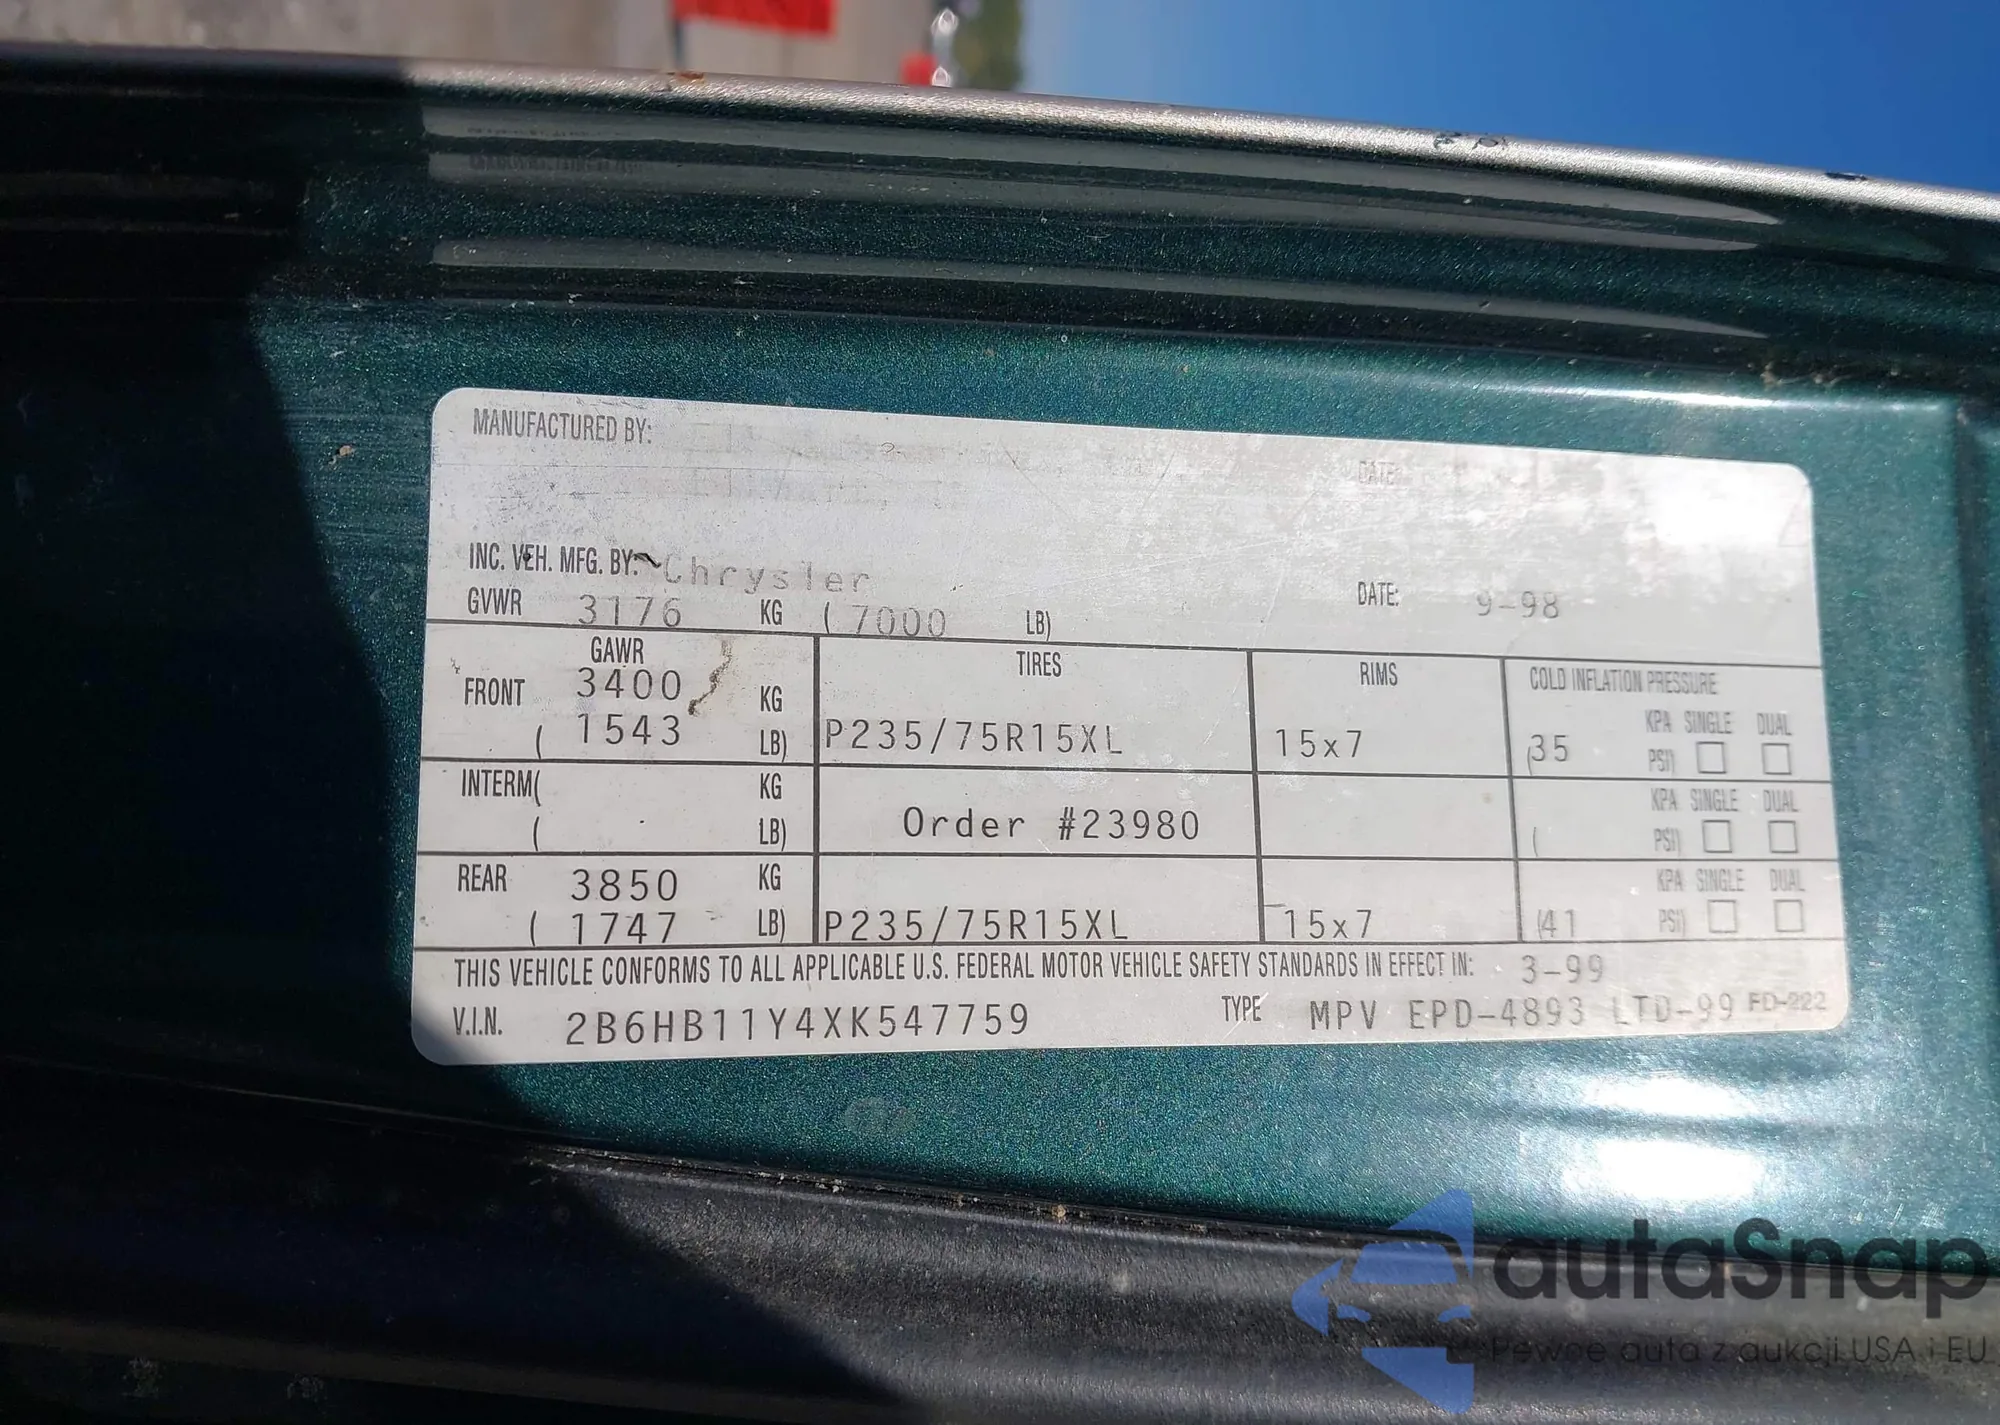 MANUFACTURED BY:
DATE:
INC. VEH. MFG. BY: Chrysler
DATE: 9-98
GVWR 3176 KG (7000 LB)
GAWR TIRES RIMS COLD INFLATION PRESSURE
FRONT 3400 KG KPA SINGLE DUAL
( 1543 LB) P235/75R15XL 15x7 (35 PSI)
INTERM( KG KPA SINGLE DUAL
( LB) Order #23980 ( PSI)
REAR 3850 KG KPA SINGLE DUAL
( 1747 LB) P235/75R15XL 15x7 (41 PSI)
THIS VEHICLE CONFORMS TO ALL APPLICABLE U.S. FEDERAL MOTOR VEHICLE SAFETY STANDARDS IN EFFECT IN: 3-99
V.I.N. 2B6HB11Y4XK547759 TYPE MPV EPD-4893 LTD-99 FD-222
autaSnap
Pewne auta z aukcji USA i EU